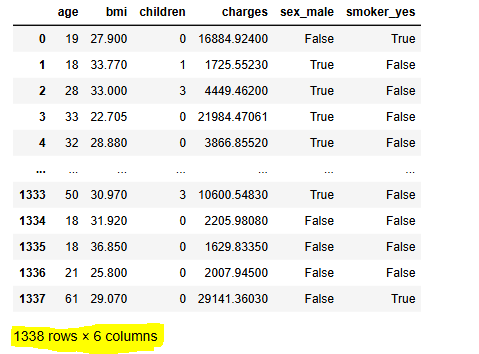 age bmi children charges sex_male smoker_yes
0 19 27.900 0 16884.92400 False True
1 18 33.770 1 1725.55230 True False
2 28 33.000 3 4449.46200 True False
3 33 22.705 0 21984.47061 True False
4 32 28.880 0 3866.85520 True False
... ... ... ... ... ... ...
1333 50 30.970 3 10600.54830 True False
1334 18 31.920 0 2205.98080 False False
1335 18 36.850 0 1629.83350 False False
1336 21 25.800 0 2007.94500 False False
1337 61 29.070 0 29141.36030 False True
1338 rows × 6 columns